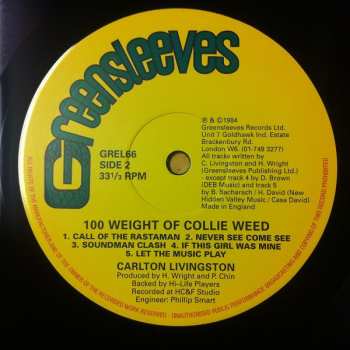 Greensleeves
GREL66
SIDE 2
33⅓ RPM
℗ & ©1984
Greensleeves Records Ltd.
Unit 7 Goldhawk Ind. Estate
Brackenbury Rd.
London W6. (01-749 3277)
All tracks written by
C. Livingston and H. Wright
(Greensleeves Publishing Ltd.)
- except track 4 by D. Brown
(DEB Music) and track 5
by B. Bacharach / H. David (New
Hidden Valley Music / Casa David)
Made in England
100 WEIGHT OF COLLIE WEED
1. CALL OF THE RASTAMAN 2. NEVER SEE COME SEE
3. SOUNDMAN CLASH 4. IF THIS GIRL WAS MINE
5. LET THE MUSIC PLAY
CARLTON LIVINGSTON
Produced by H. Wright and P. Chin
Backed by Hi-Life Players
Recorded at HC&F Studio
Engineer: Phillip Smart